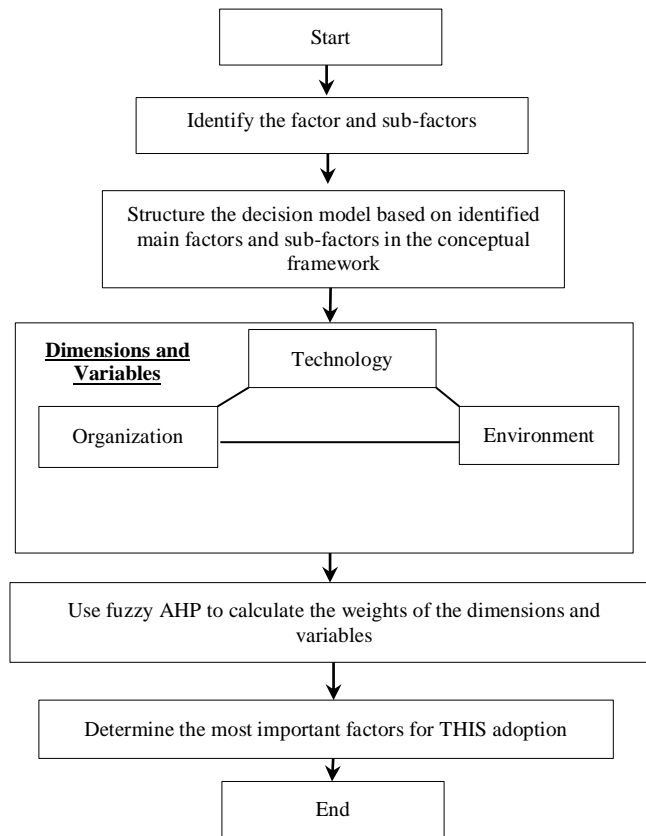 Start
Identify the factor and sub-factors
Structure the decision model based on identified
main factors and sub-factors in the conceptual
framework
Dimensions and
Variables
Technology
Organization
Environment
Use fuzzy AHP to calculate the weights of the dimensions and
variables
Determine the most important factors for THIS adoption
End